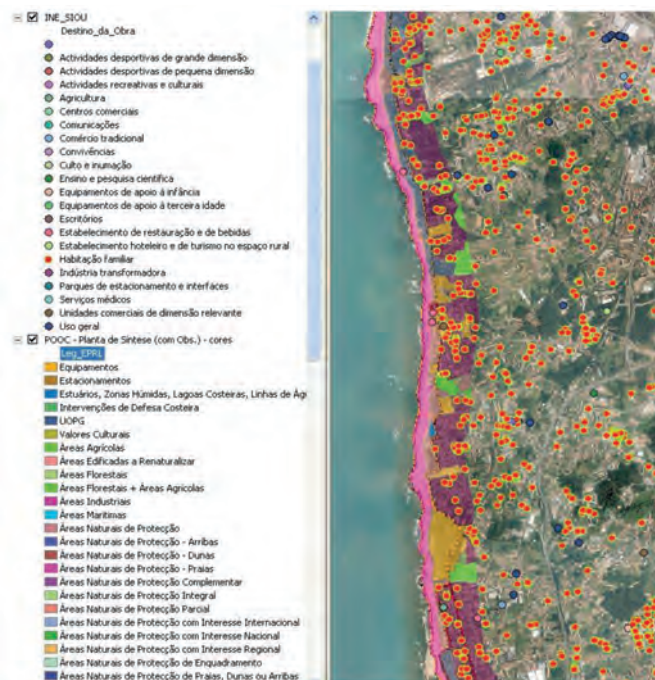 INE_SIOU
Destino_da_Obra
Actividades desportivas de grande dimensão
Actividades desportivas de pequena dimensão
Actividades recreativas e culturais
Agricultura
Centros comerciais
Comunicações
Comércio tradicional
Convivências
Culto e inumação
Ensino e pesquisa cientifica
Equipamentos de apoio à infância
Equipamentos de apoio à terceira idade
Escritórios
Estabelecimento de restauração e de bebidas
Estabelecimento hoteleiro e de turismo no espaço rural
Habitação familiar
Indústria transformadora
Parques de estacionamento e interfaces
Serviços médicos
Unidades comerciais de dimensão relevante
Uso geral
POOC - Planta de Síntese (com Obs.) - cores
Leg_EPRL
Equipamentos
Estacionamentos
Estuários, Zonas Húmidas, Lagoas Costeiras, Linhas de Ág
Intervenções de Defesa Costeira
UOPG
Valores Culturais
Áreas Agrícolas
Áreas Edificadas a Renaturalizar
Áreas Florestais
Áreas Florestais + Áreas Agrícolas
Áreas Industriais
Áreas Marítimas
Áreas Naturais de Protecção
Áreas Naturais de Protecção - Arribas
Áreas Naturais de Protecção - Dunas
Áreas Naturais de Protecção - Praias
Áreas Naturais de Protecção Complementar
Áreas Naturais de Protecção Integral
Áreas Naturais de Protecção Parcial
Áreas Naturais de Protecção com Interesse Internacional
Áreas Naturais de Protecção com Interesse Nacional
Áreas Naturais de Protecção com Interesse Regional
Áreas Naturais de Protecção de Enquadramento
Áreas Naturais de Protecção de Praias, Dunas ou Arribas